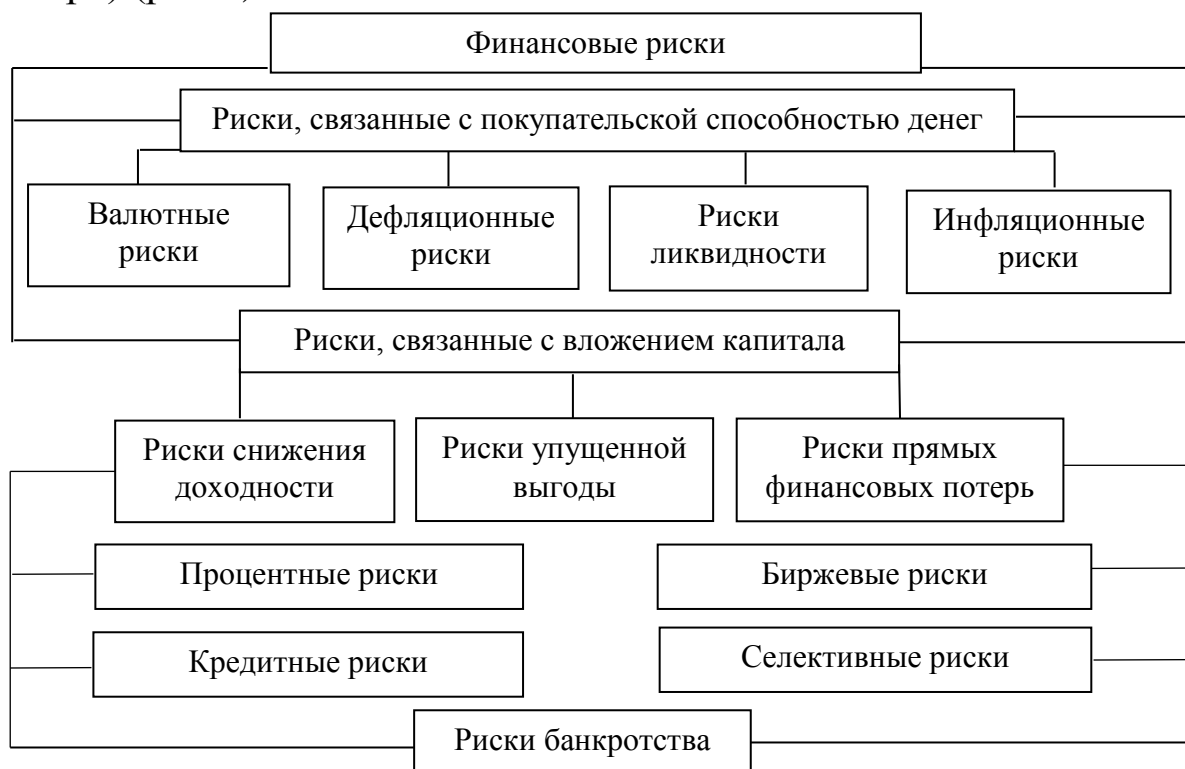 Финансовые риски
Риски, связанные с покупательской способностью денег
Валютные
риски
Дефляционные
риски
Риски
ликвидности
Инфляционные
риски
Риски, связанные с вложением капитала
Риски снижения
доходности
Риски упущенной
выгоды
Риски прямых
финансовых потерь
Процентные риски
Биржевые риски
Кредитные риски
Селективные риски
Риски банкротства